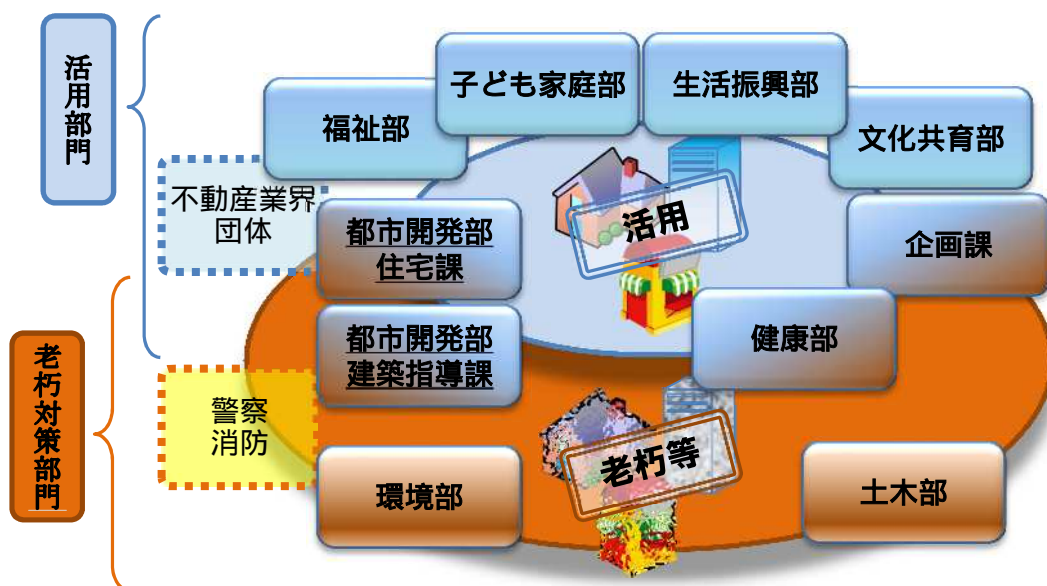 活用部門
子ども家庭部
生活振興部
福祉部
文化共育部
不動産業界
団体
都市開発部
住宅課
活用
企画課
老朽対策部門
都市開発部
建築指導課
健康部
警察
消防
老朽等
環境部
土木部